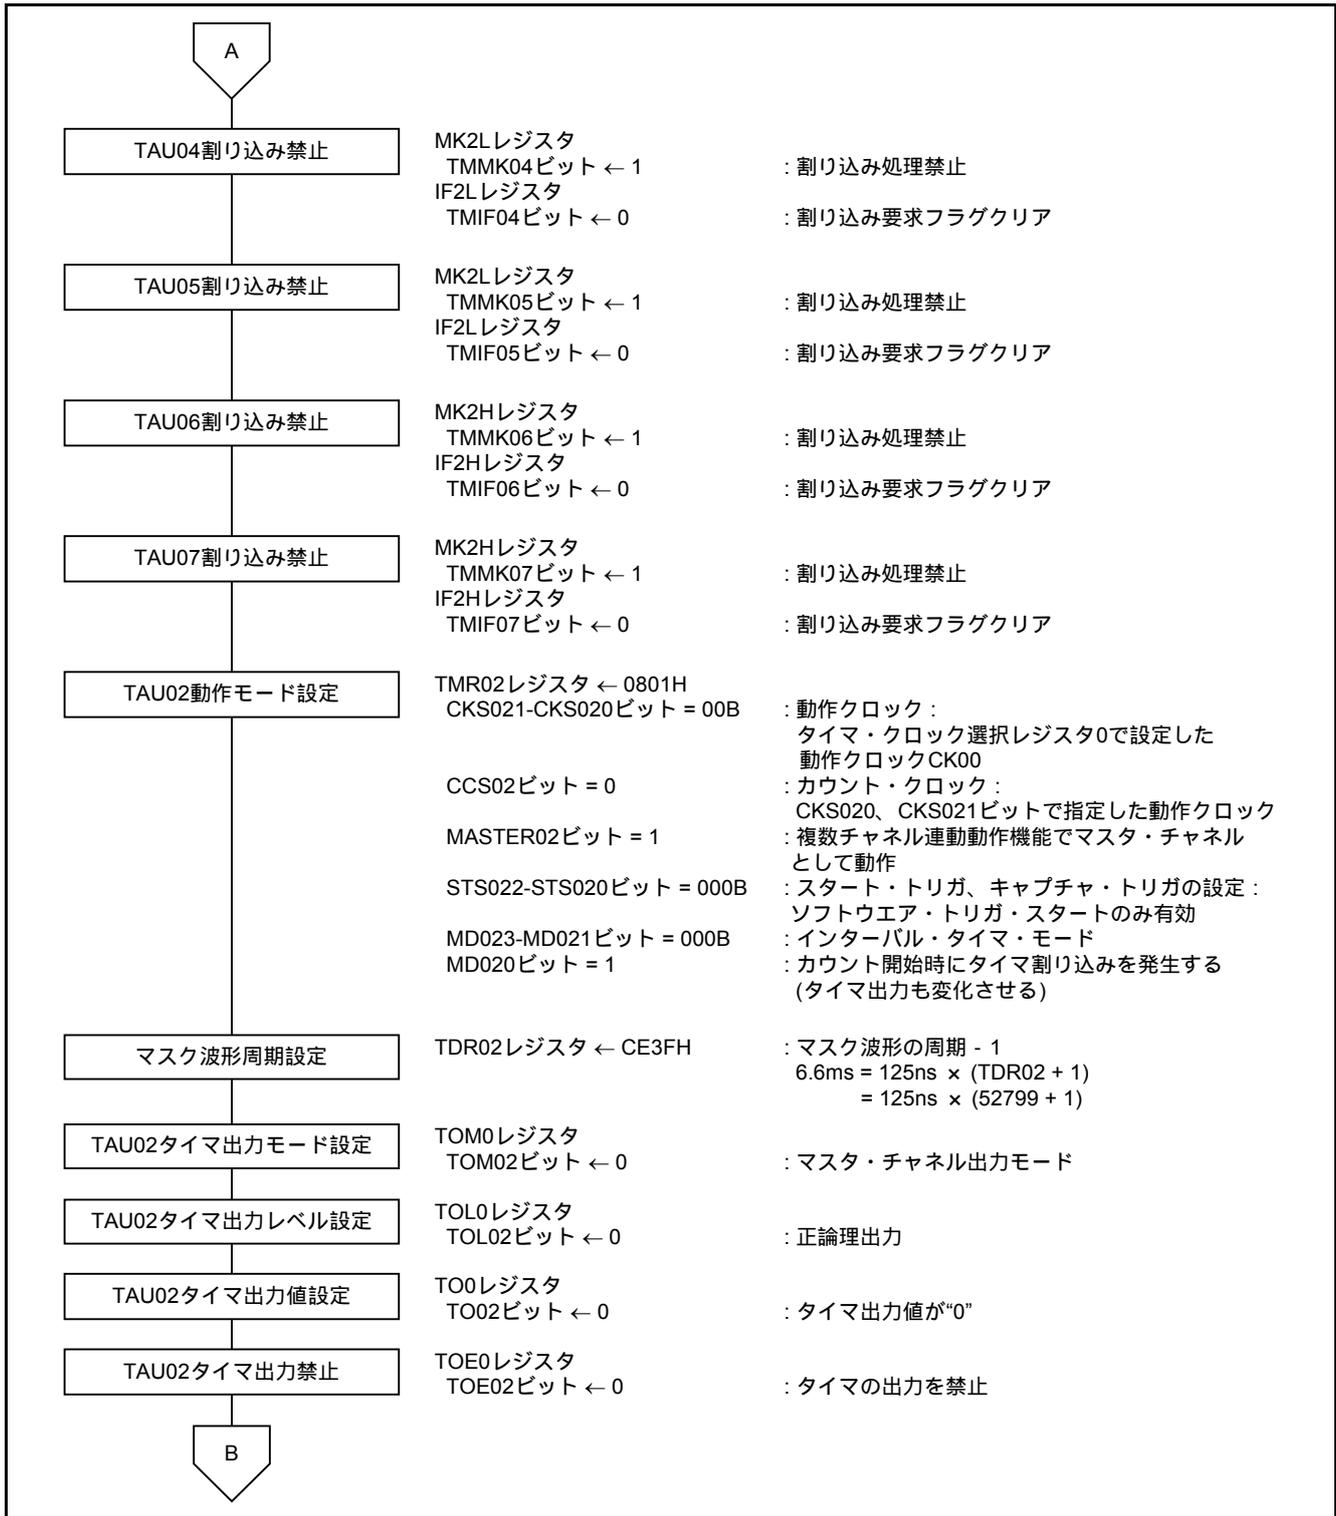 A
TAU04割り込み禁止
MK2Lレジスタ
TMMK04ビット ← 1 : 割り込み処理禁止
IF2Lレジスタ
TMIF04ビット ← 0 : 割り込み要求フラグクリア
TAU05割り込み禁止
MK2Lレジスタ
TMMK05ビット ← 1 : 割り込み処理禁止
IF2Lレジスタ
TMIF05ビット ← 0 : 割り込み要求フラグクリア
TAU06割り込み禁止
MK2Hレジスタ
TMMK06ビット ← 1 : 割り込み処理禁止
IF2Hレジスタ
TMIF06ビット ← 0 : 割り込み要求フラグクリア
TAU07割り込み禁止
MK2Hレジスタ
TMMK07ビット ← 1 : 割り込み処理禁止
IF2Hレジスタ
TMIF07ビット ← 0 : 割り込み要求フラグクリア
TAU02動作モード設定
TMR02レジスタ ← 0801H
CKS021-CKS020ビット = 00B : 動作クロック :
タイマ・クロック選択レジスタ0で設定した
動作クロックCK00
CCS02ビット = 0 : カウント・クロック :
CKS020、CKS021ビットで指定した動作クロック
MASTER02ビット = 1 : 複数チャネル連動動作機能でマスタ・チャネル
として動作
STS022-STS020ビット = 000B : スタート・トリガ、キャプチャ・トリガの設定 :
ソフトウエア・トリガ・スタートのみ有効
MD023-MD021ビット = 000B : インターバル・タイマ・モード
MD020ビット = 1 : カウント開始時にタイマ割り込みを発生する
(タイマ出力も変化させる)
マスク波形周期設定
TDR02レジスタ ← CE3FH : マスク波形の周期 - 1
6.6ms = 125ns × (TDR02 + 1)
= 125ns × (52799 + 1)
TAU02タイマ出力モード設定
TOM0レジスタ
TOM02ビット ← 0 : マスタ・チャネル出力モード
TAU02タイマ出力レベル設定
TOL0レジスタ
TOL02ビット ← 0 : 正論理出力
TAU02タイマ出力値設定
TO0レジスタ
TO02ビット ← 0 : タイマ出力値が“0”
TAU02タイマ出力禁止
TOE0レジスタ
TOE02ビット ← 0 : タイマの出力を禁止
B